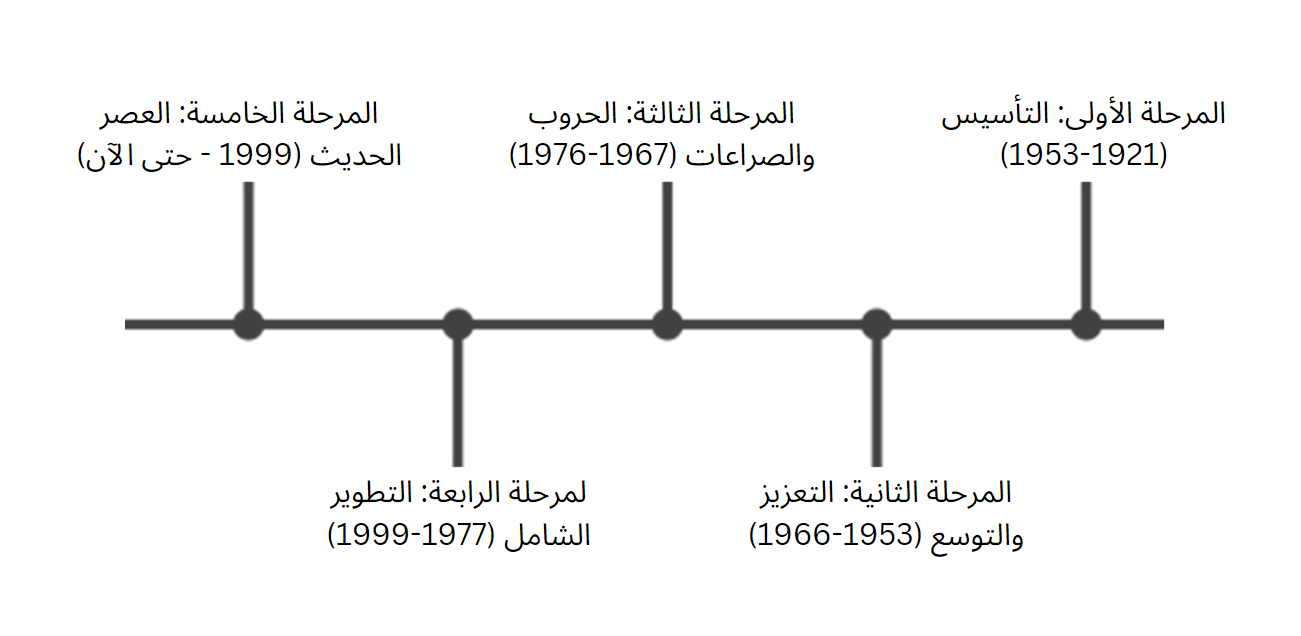 المرحلة الأولى: التأسيس
(1921-1953)
المرحلة الثانية: التعزيز
والتوسع (1953-1966)
المرحلة الثالثة: الحروب
والصراعات (1967-1976)
لمرحلة الرابعة: التطوير
الشامل (1977-1999)
المرحلة الخامسة: العصر
الحديث (1999 - حتى الآن)